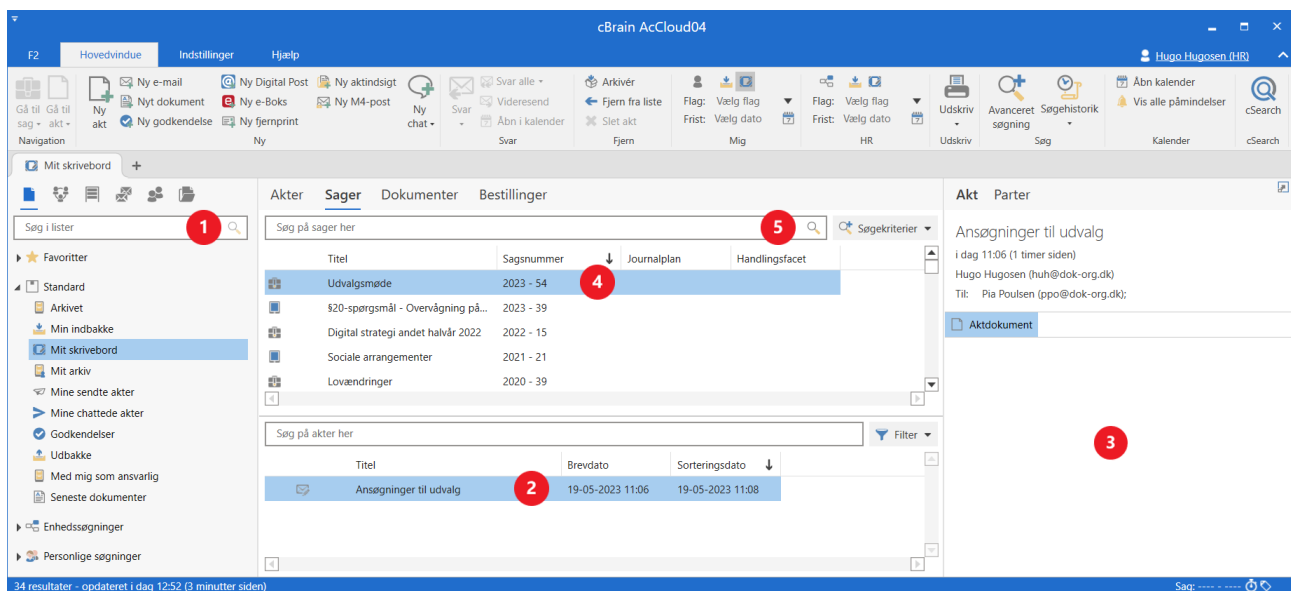 cBrain AcCloud04
F2 Hovedvindue Indstillinger Hjælp Hugo Hugosen (HR)
Gå til sag Gå til akt
Navigation
Ny akt
Ny e-mail
Nyt dokument
Ny godkendelse
Ny Digital Post
Ny e-Boks
Ny fjernprint
Ny aktindsigt
Ny M4-post
Ny chat
Ny
Svar
Svar alle
Videresend
Åbn i kalender
Svar
Arkivér
Fjern fra liste
Slet akt
Fjern
Flag: Vælg flag
Frist: Vælg dato
Mig
Flag: Vælg flag
Frist: Vælg dato
HR
Udskriv
Udskriv
Avanceret søgning
Søgehistorik
Søg
Åbn kalender
Vis alle påmindelser
Kalender
cSearch
cSearch
Mit skrivebord +
Søg i lister 1
Favoritter
Standard
Arkivet
Min indbakke
Mit skrivebord
Mit arkiv
Mine sendte akter
Mine chattede akter
Godkendelser
Udbakke
Med mig som ansvarlig
Seneste dokumenter
Enhedssøgninger
Personlige søgninger
Akter Sager Dokumenter Bestillinger
Søg på sager her 5 Søgekriterier
Titel Sagsnummer Journalplan Handlingsfacet
Udvalgsmøde 2023 - 54 4
§20-spørgsmål - Overvågning på... 2023 - 39
Digital strategi andet halvår 2022 2022 - 15
Sociale arrangementer 2021 - 21
Lovændringer 2020 - 39
Søg på akter her Filter
Titel Brevdato Sorteringsdato
Ansøgninger til udvalg 2 19-05-2023 11:06 19-05-2023 11:08
Akt Parter
Ansøgninger til udvalg
i dag 11:06 (1 timer siden)
Hugo Hugosen (huh@dok-org.dk)
Til: Pia Poulsen (ppo@dok-org.dk);
Aktdokument
3
34 resultater - opdateret i dag 12:52 (3 minutter siden) Sag: ---- - ----